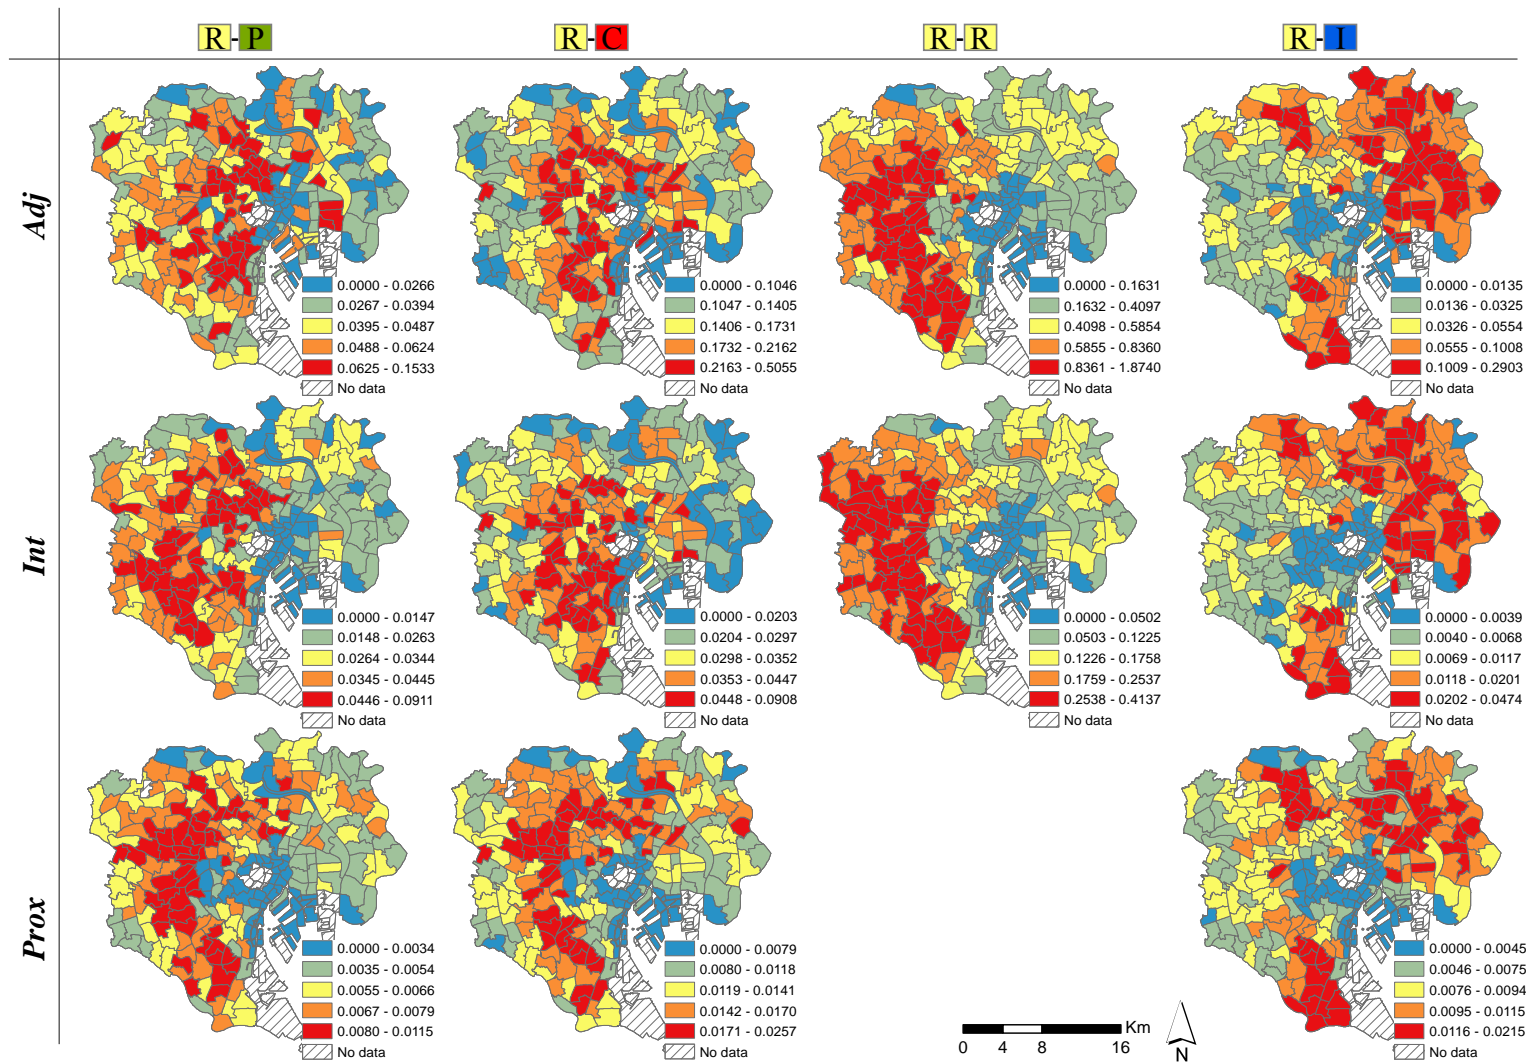 R-P
R-C
R-R
R-I
Adj
0.0000 - 0.0266
0.0267 - 0.0394
0.0395 - 0.0487
0.0488 - 0.0624
0.0625 - 0.1533
No data
0.0000 - 0.1046
0.1047 - 0.1405
0.1406 - 0.1731
0.1732 - 0.2162
0.2163 - 0.5055
No data
0.0000 - 0.1631
0.1632 - 0.4097
0.4098 - 0.5854
0.5855 - 0.8360
0.8361 - 1.8740
No data
0.0000 - 0.0135
0.0136 - 0.0325
0.0326 - 0.0554
0.0555 - 0.1008
0.1009 - 0.2903
No data
Int
0.0000 - 0.0147
0.0148 - 0.0263
0.0264 - 0.0344
0.0345 - 0.0445
0.0446 - 0.0911
No data
0.0000 - 0.0203
0.0204 - 0.0297
0.0298 - 0.0352
0.0353 - 0.0447
0.0448 - 0.0908
No data
0.0000 - 0.0502
0.0503 - 0.1225
0.1226 - 0.1758
0.1759 - 0.2537
0.2538 - 0.4137
No data
0.0000 - 0.0039
0.0040 - 0.0068
0.0069 - 0.0117
0.0118 - 0.0201
0.0202 - 0.0474
No data
Prox
0.0000 - 0.0034
0.0035 - 0.0054
0.0055 - 0.0066
0.0067 - 0.0079
0.0080 - 0.0115
No data
0.0000 - 0.0079
0.0080 - 0.0118
0.0119 - 0.0141
0.0142 - 0.0170
0.0171 - 0.0257
No data
Km
0 4 8 16
N
0.0000 - 0.0045
0.0046 - 0.0075
0.0076 - 0.0094
0.0095 - 0.0115
0.0116 - 0.0215
No data